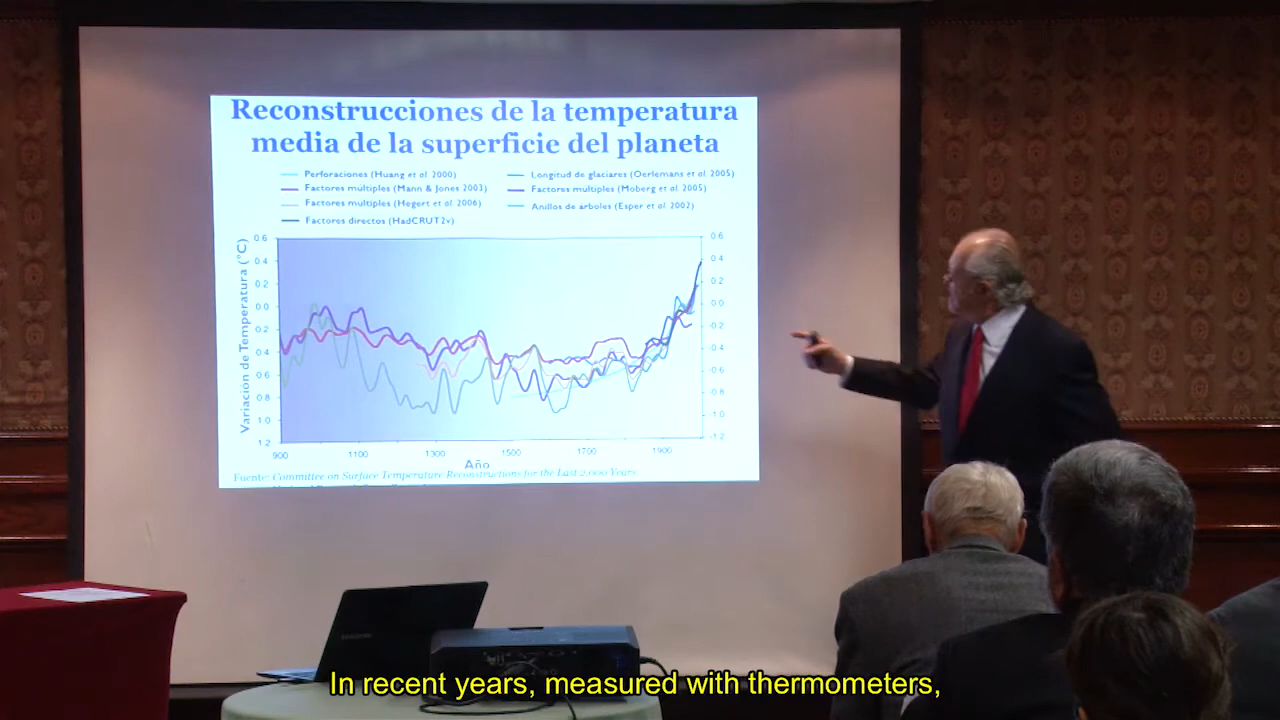 Reconstrucciones de la temperatura
media de la superficie del planeta
Perforaciones (Huang et al. 2000)
Factores múltiples (Mann & Jones 2003)
Factores múltiples (Hegert et al. 2006)
Factores directos (HadCRUT2v)
Longitud de glaciares (Oerlemans et al. 2005)
Factores múltiples (Moberg et al. 2005)
Anillos de arboles (Esper et al. 2002)
Variación de Temperatura (°C)
0.6
0.4
0.2
0.0
0.2
0.4
0.6
0.8
1.0
1.2
0.6
0.4
0.2
0.0
-0.2
-0.4
-0.6
-0.8
-1.0
-1.2
900 1100 1300 1500 1700 1900
Año
Fuente: Committee on Surface Temperature Reconstructions for the Last 2,000 Years.
In recent years, measured with thermometers,